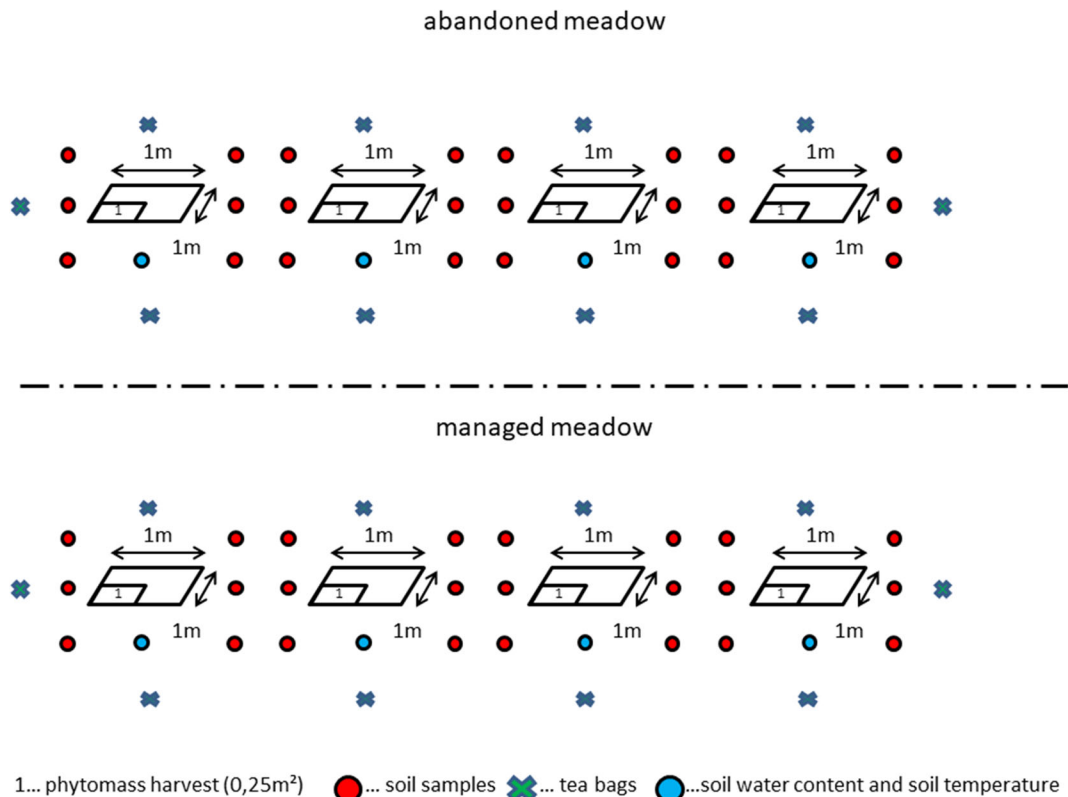 abandoned meadow
1m 1m 1m 1m
1 1 1 1
1m 1m 1m 1m
managed meadow
1m 1m 1m 1m
1 1 1 1
1m 1m 1m 1m
1... phytomass harvest (0,25m²) ... soil samples ... tea bags ...soil water content and soil temperature